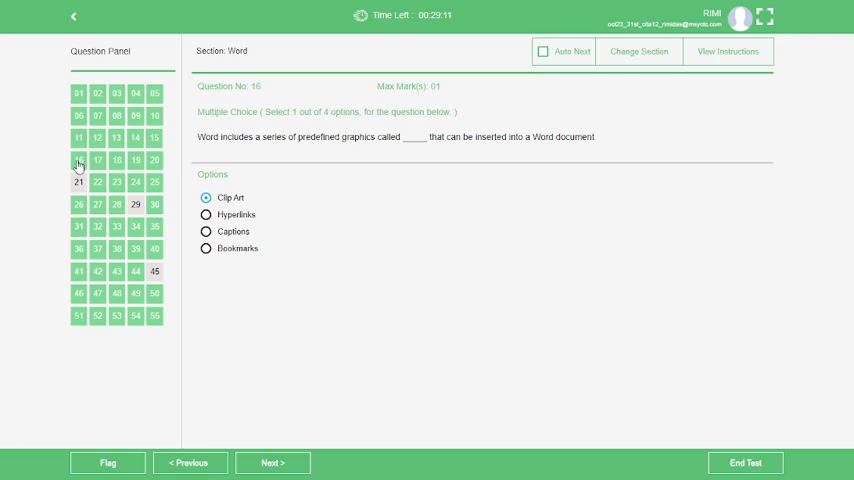 Time Left : 00:29:11
RIMI
Question Panel
Section: Word
Auto Next
Change Section
View Instructions
01 02 03 04 05
06 07 08 09 10
11 12 13 14 15
16 17 18 19 20
21 22 23 24 25
26 27 28 29 30
31 32 33 34 35
36 37 38 39 40
41 42 43 44 45
46 47 48 49 50
51 52 53 54 55
Question No: 16 Max Mark(s): 01
Multiple Choice ( Select 1 out of 4 options, for the question below. )
Word includes a series of predefined graphics called _____ that can be inserted into a Word document
Options
Clip Art
Hyperlinks
Captions
Bookmarks
Flag
< Previous
Next >
End Test